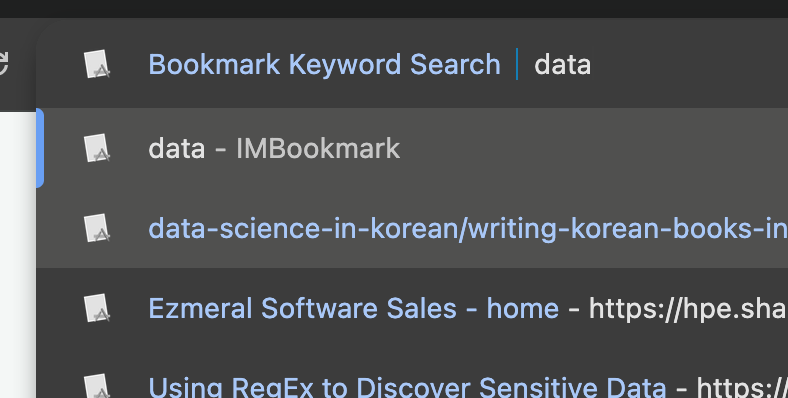 Bookmark Keyword Search | data
data - IMBookmark
data-science-in-korean/writing-korean-books-in
Ezmeral Software Sales - home - https://hpe.sha
Using RegEx to Discover Sensitive Data - https://